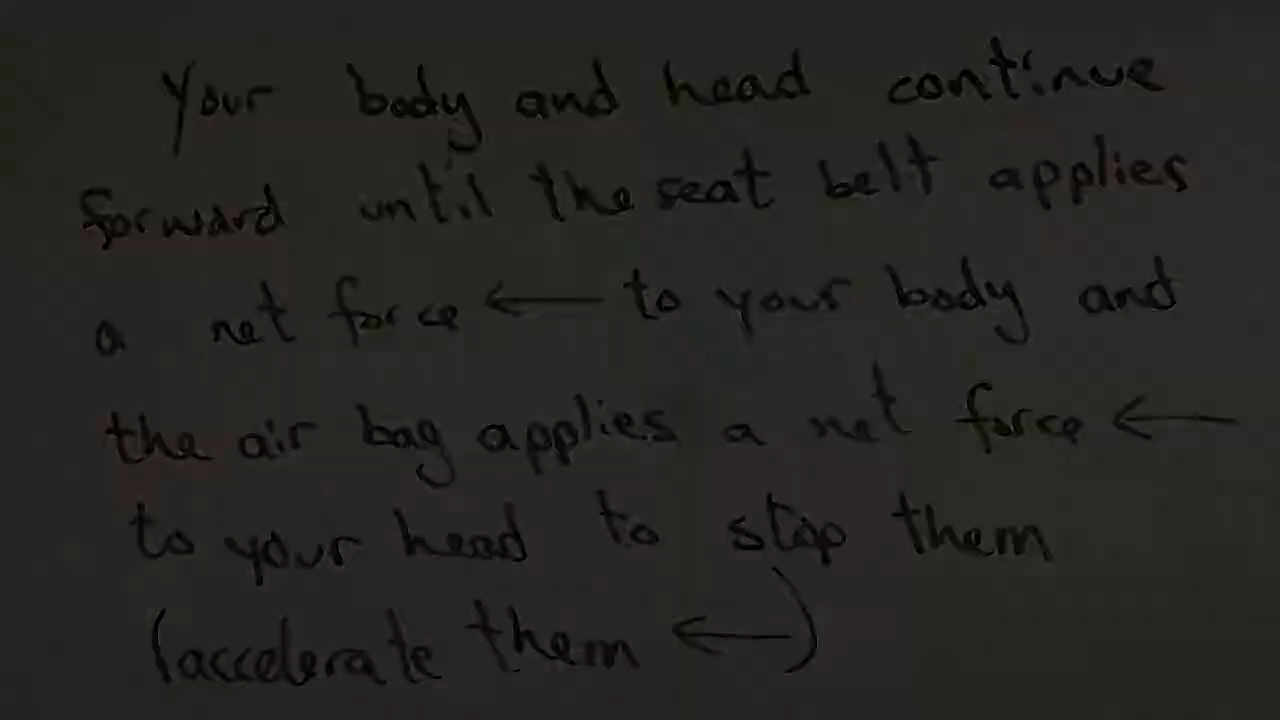 Your body and head continue
forward until the seat belt applies
a net force ← to your body and
the air bag applies a net force ←
to your head to stop them
(accelerate them ←)